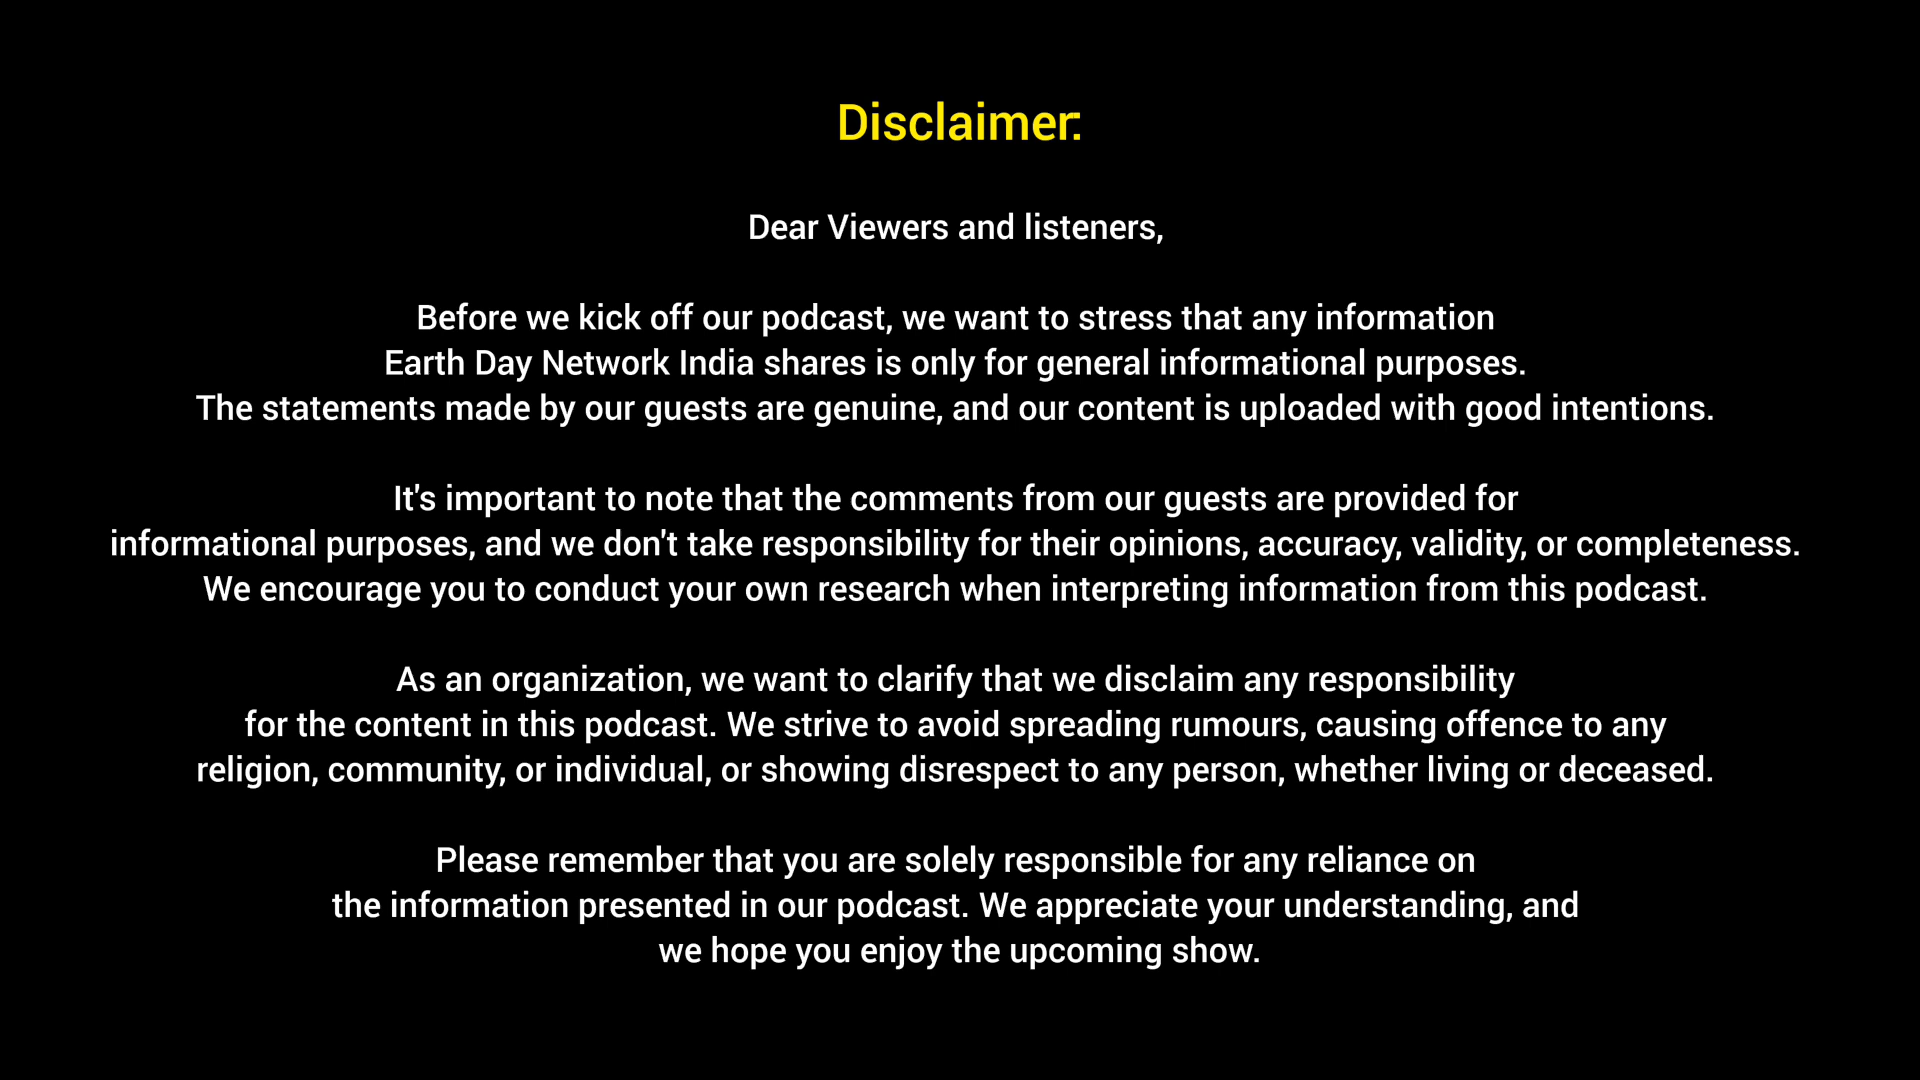 Disclaimer:
Dear Viewers and listeners,
Before we kick off our podcast, we want to stress that any information
Earth Day Network India shares is only for general informational purposes.
The statements made by our guests are genuine, and our content is uploaded with good intentions.
It's important to note that the comments from our guests are provided for
informational purposes, and we don't take responsibility for their opinions, accuracy, validity, or completeness.
We encourage you to conduct your own research when interpreting information from this podcast.
As an organization, we want to clarify that we disclaim any responsibility
for the content in this podcast. We strive to avoid spreading rumours, causing offence to any
religion, community, or individual, or showing disrespect to any person, whether living or deceased.
Please remember that you are solely responsible for any reliance on
the information presented in our podcast. We appreciate your understanding, and
we hope you enjoy the upcoming show.